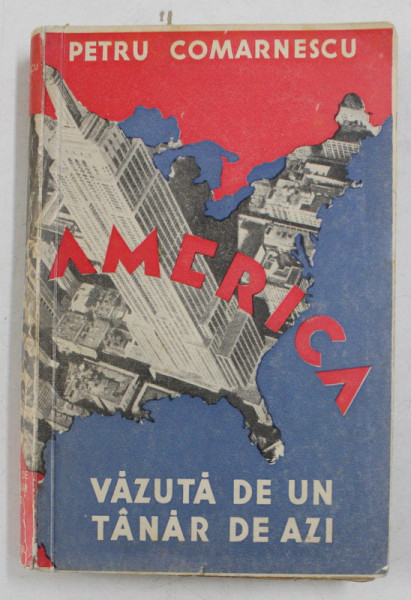 PETRU COMARNESCU
AMERICA
VĂZUTĂ DE UN
TÂNĂR DE AZI